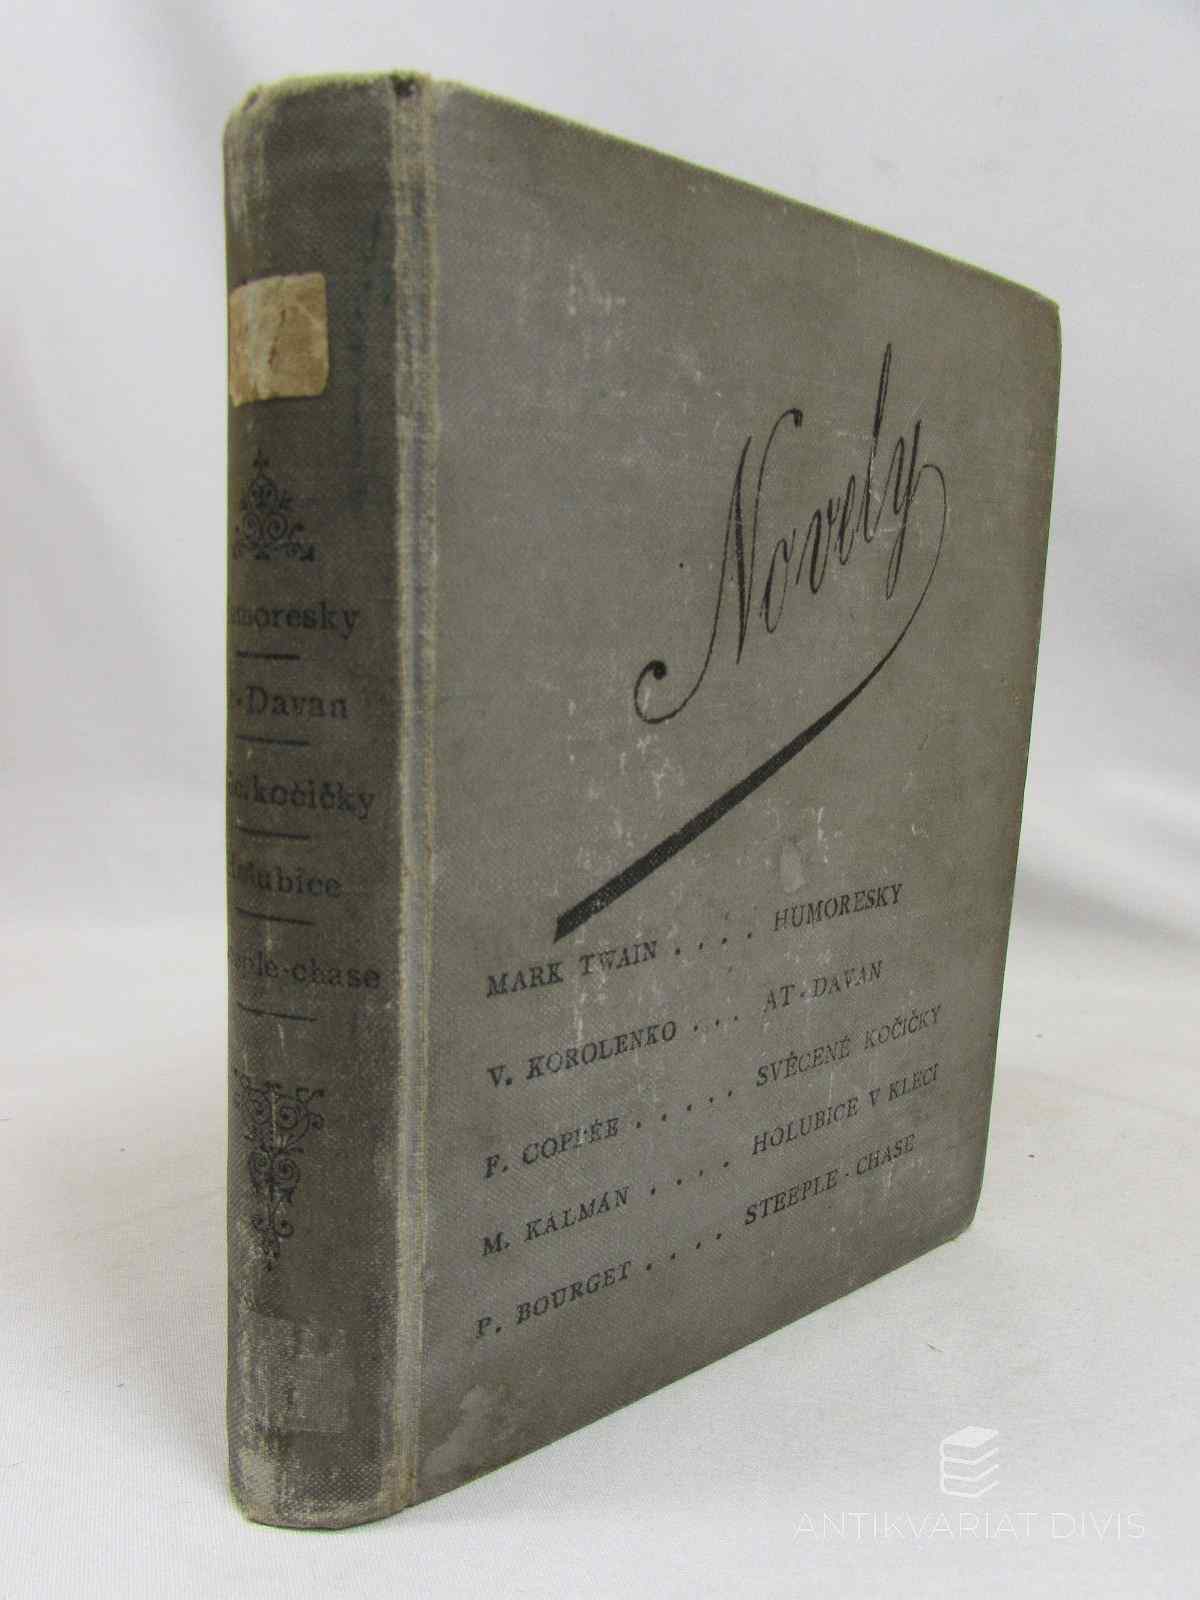 Novely
MARK TWAIN . . . . HUMORESKY
V. KOROLENKO . . . AT-DAVAN
F. COPPÉE . . . . . SVĚCENÉ KOČIČKY
M. KÁLMÁN . . . . HOLUBICE V KLECI
P. BOURGET . . . . STEEPLE-CHASE
moresky
-Davan
kočičky
lubice
ple-chase
ANTIKVARIAT DIVIS